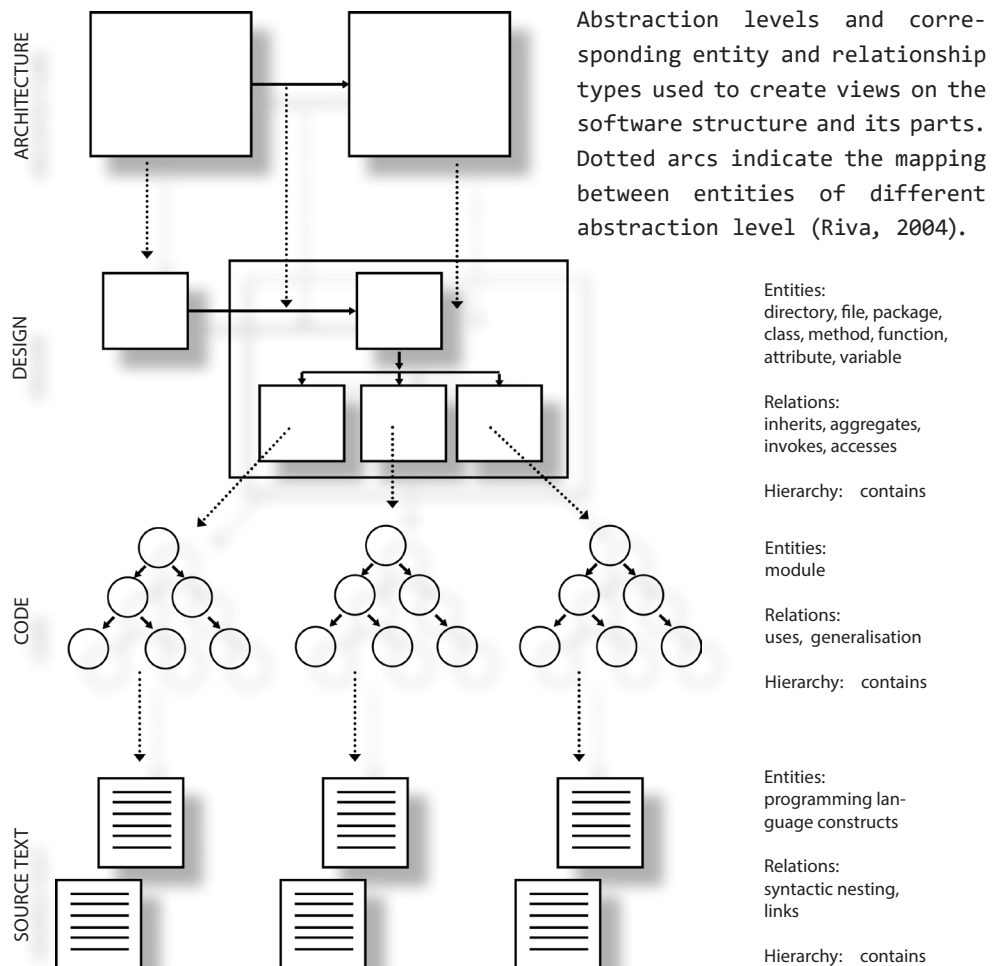 ARCHITECTURE
Abstraction levels and corre-
sponding entity and relationship
types used to create views on the
software structure and its parts.
Dotted arcs indicate the mapping
between entities of different
abstraction level (Riva, 2004).
DESIGN
Entities:
directory, file, package,
class, method, function,
attribute, variable
Relations:
inherits, aggregates,
invokes, accesses
Hierarchy: contains
CODE
Entities:
module
Relations:
uses, generalisation
Hierarchy: contains
SOURCE TEXT
Entities:
programming lan-
guage constructs
Relations:
syntactic nesting,
links
Hierarchy: contains